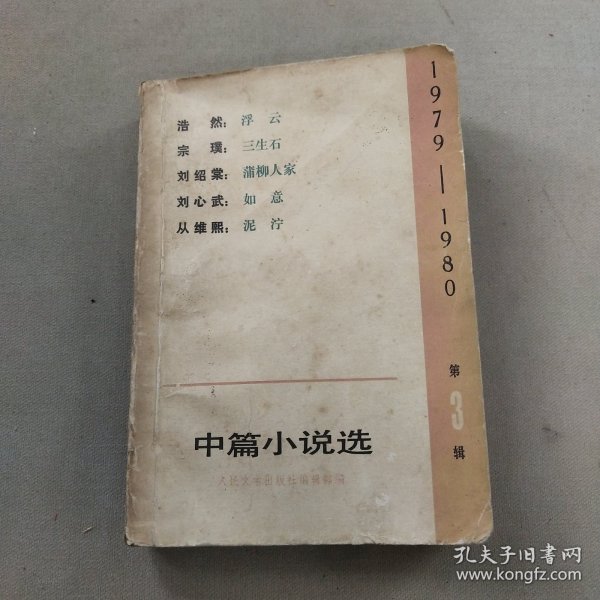 浩然：浮云
宗璞：三生石
刘绍棠：蒲柳人家
刘心武：如意
从维熙：泥泞
1979—1980
第3辑
中篇小说选
人民文学出版社编辑部编
孔夫子旧书网
www.kongfz.com